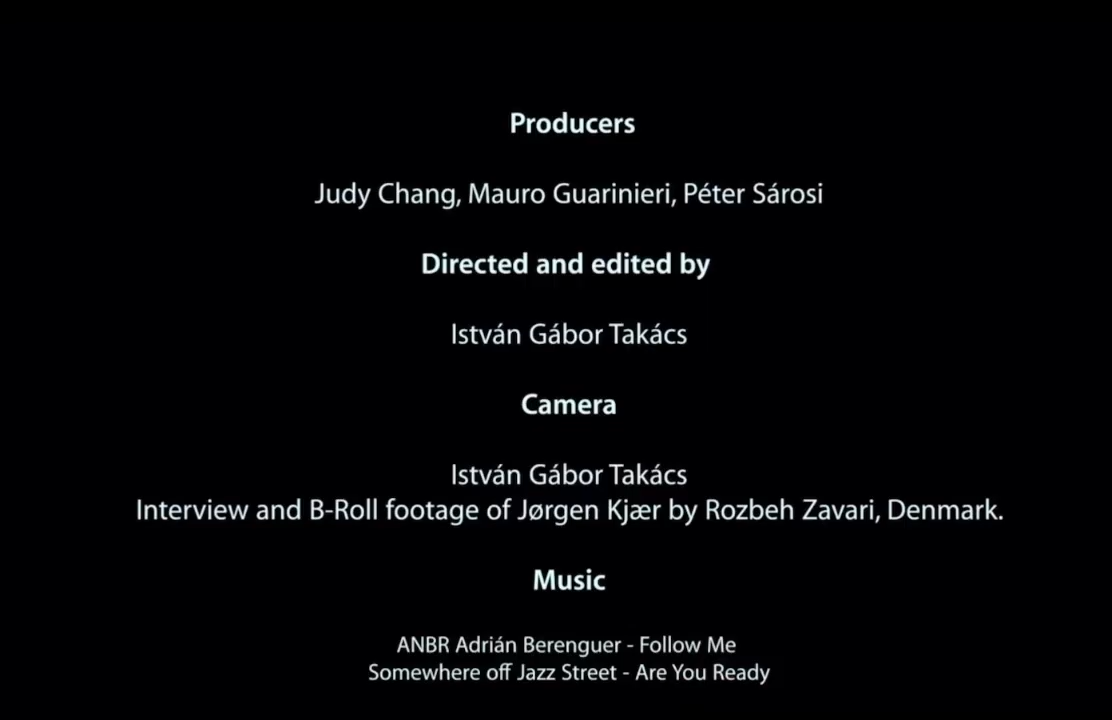 Producers
Judy Chang, Mauro Guarinieri, Péter Sárosi
Directed and edited by
István Gábor Takács
Camera
István Gábor Takács
Interview and B-Roll footage of Jørgen Kjær by Rozbeh Zavari, Denmark.
Music
ANBR Adrián Berenguer - Follow Me
Somewhere off Jazz Street - Are You Ready